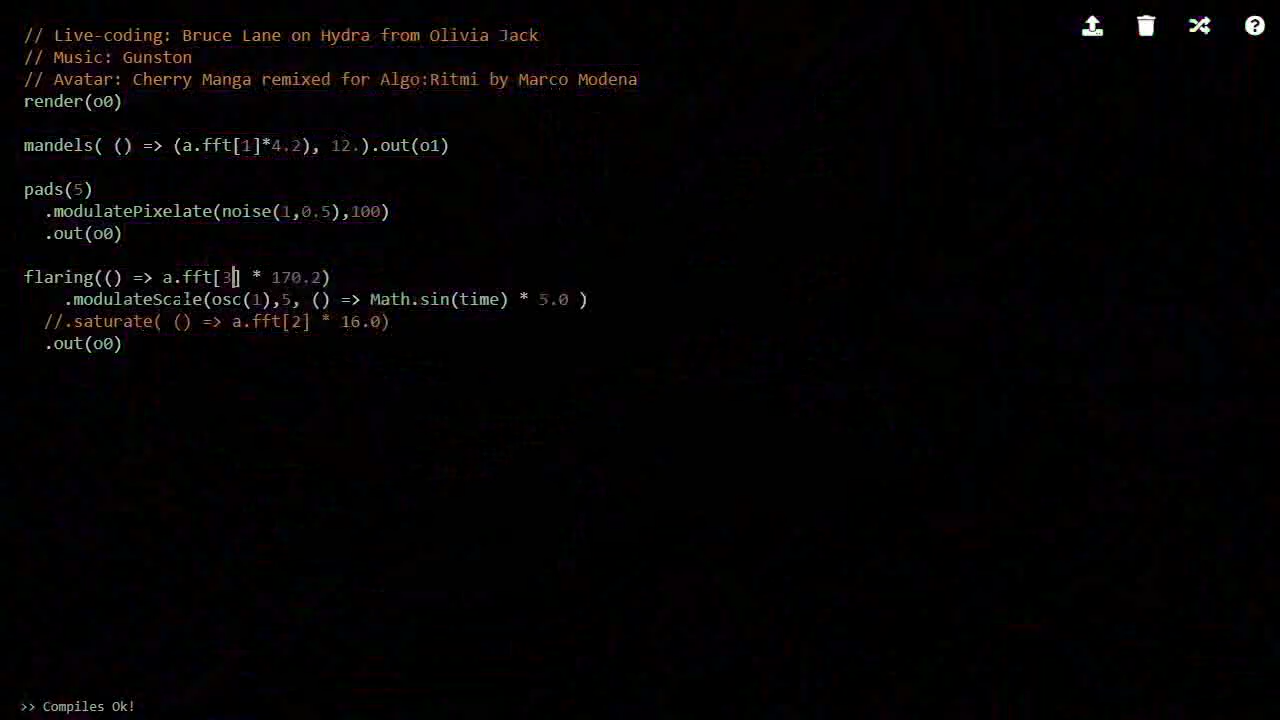 // Live-coding: Bruce Lane on Hydra from Olivia Jack
// Music: Gunston
// Avatar: Cherry Manga remixed for Algo:Ritmi by Marco Modena
render(o0)
mandels( () => (a.fft[1]*4.2), 12.).out(o1)
pads(5)
.modulatePixelate(noise(1,0.5),100)
.out(o0)
flaring(() => a.fft[3] * 170.2)
.modulateScale(osc(1),5, () => Math.sin(time) * 5.0 )
//.saturate( () => a.fft[2] * 16.0)
.out(o0)
>> Compiles Ok!